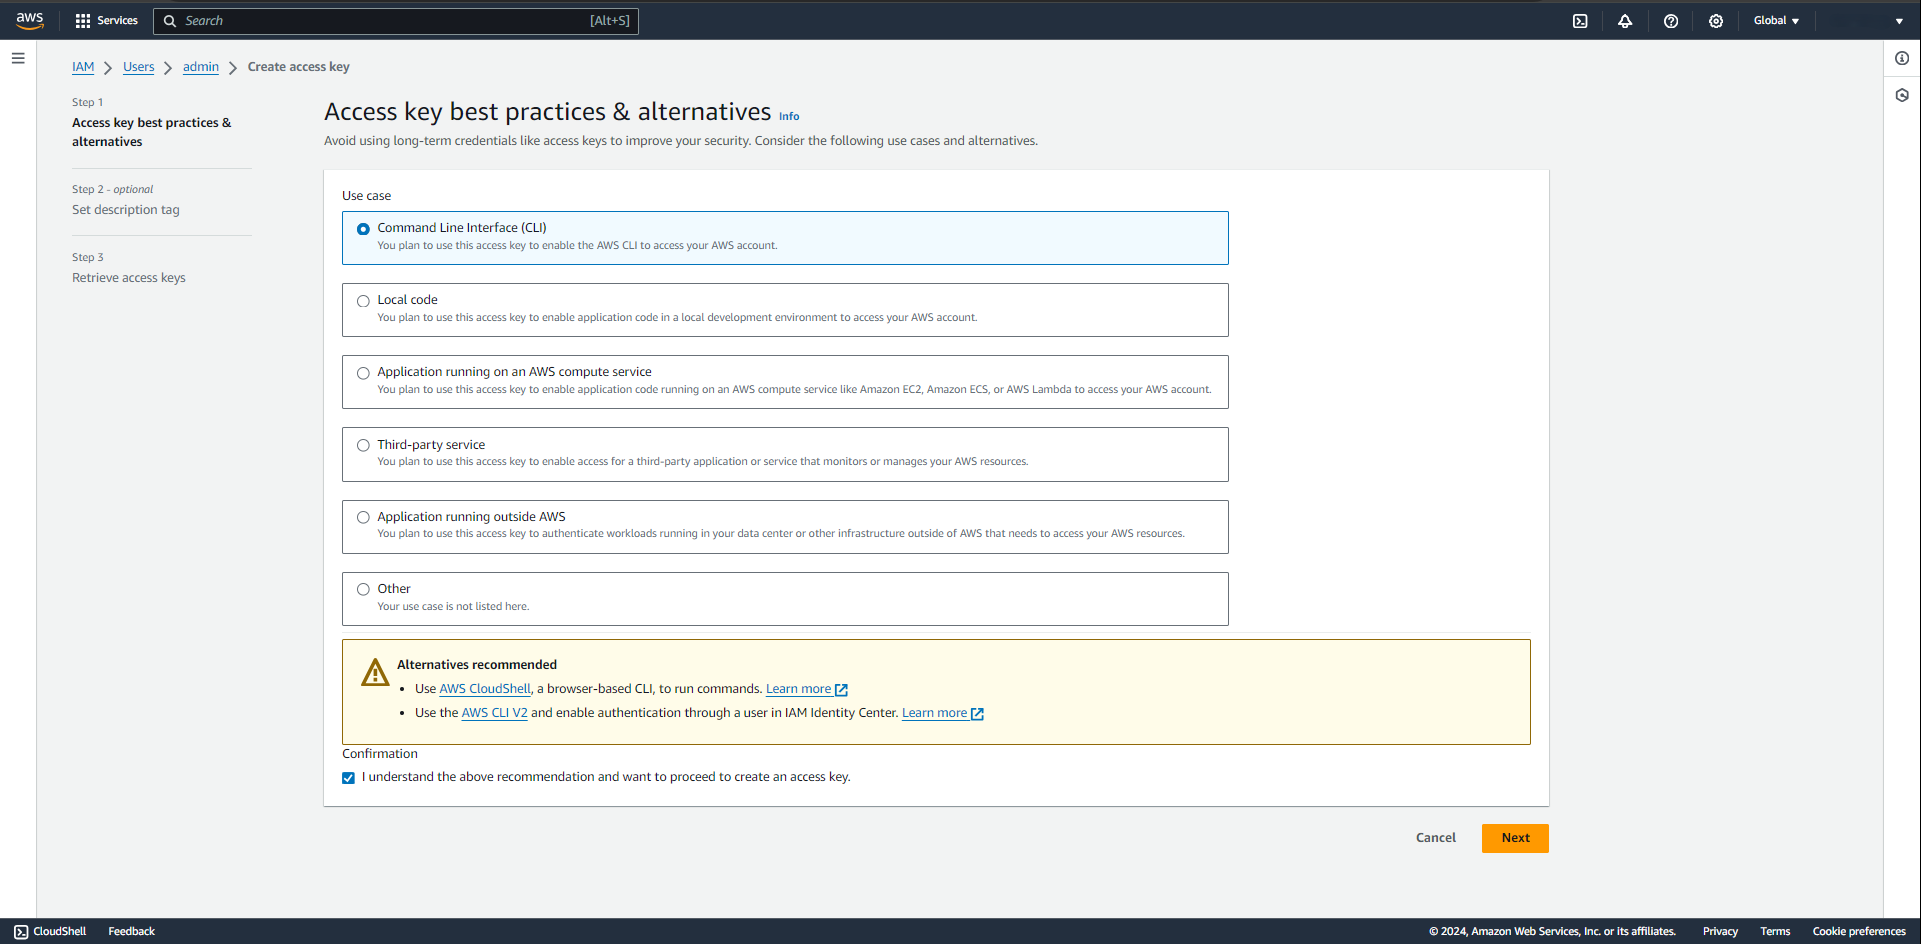 aws
Services
Search [Alt+S]
Global
IAM > Users > admin > Create access key
Step 1
Access key best practices &
alternatives
Step 2 - optional
Set description tag
Step 3
Retrieve access keys
Access key best practices & alternatives Info
Avoid using long-term credentials like access keys to improve your security. Consider the following use cases and alternatives.
Use case
Command Line Interface (CLI)
You plan to use this access key to enable the AWS CLI to access your AWS account.
Local code
You plan to use this access key to enable application code in a local development environment to access your AWS account.
Application running on an AWS compute service
You plan to use this access key to enable application code running on an AWS compute service like Amazon EC2, Amazon ECS, or AWS Lambda to access your AWS account.
Third-party service
You plan to use this access key to enable access for a third-party application or service that monitors or manages your AWS resources.
Application running outside AWS
You plan to use this access key to authenticate workloads running in your data center or other infrastructure outside of AWS that needs to access your AWS resources.
Other
Your use case is not listed here.
Alternatives recommended
• Use AWS CloudShell, a browser-based CLI, to run commands. Learn more
• Use the AWS CLI V2 and enable authentication through a user in IAM Identity Center. Learn more
Confirmation
I understand the above recommendation and want to proceed to create an access key.
Cancel
Next
CloudShell
Feedback
© 2024, Amazon Web Services, Inc. or its affiliates.
Privacy
Terms
Cookie preferences